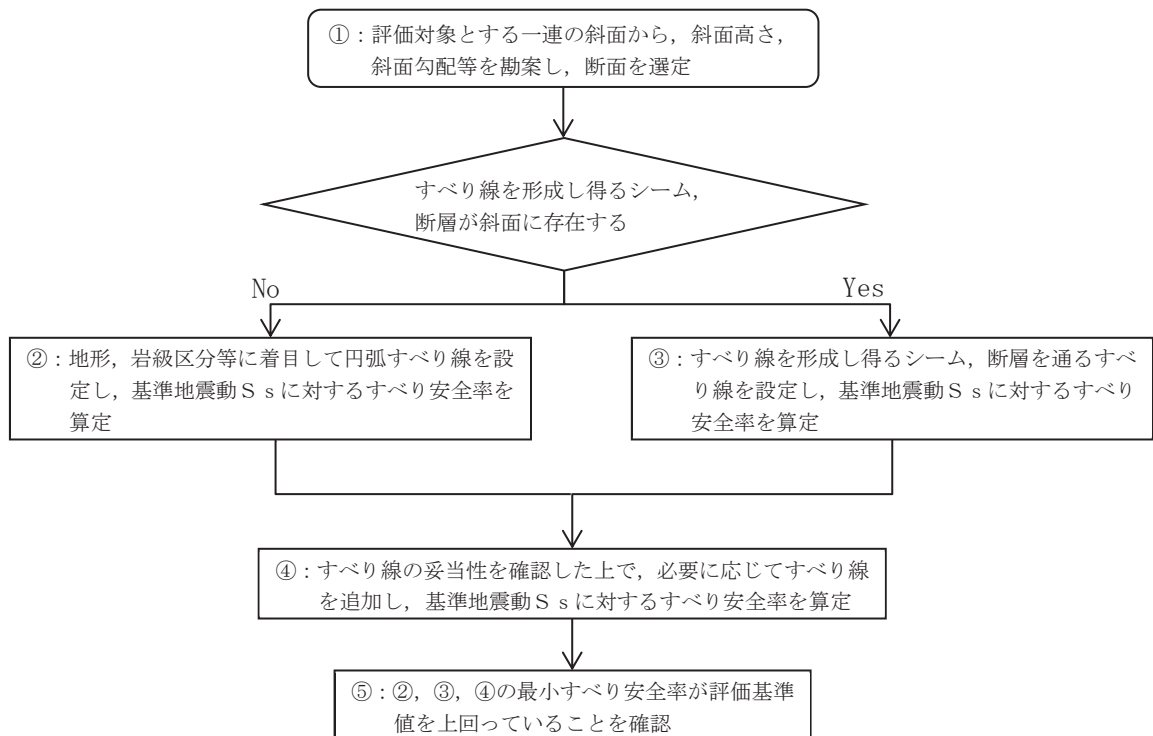 ①：評価対象とする一連の斜面から，斜面高さ，
斜面勾配等を勘案し，断面を選定
すべり線を形成し得るシーム，
断層が斜面に存在する
No
Yes
②：地形，岩級区分等に着目して円弧すべり線を設
定し，基準地震動Ｓｓに対するすべり安全率を
算定
③：すべり線を形成し得るシーム，断層を通るすべ
り線を設定し，基準地震動Ｓｓに対するすべり
安全率を算定
④：すべり線の妥当性を確認した上で，必要に応じてすべり線
を追加し，基準地震動Ｓｓに対するすべり安全率を算定
⑤：②，③，④の最小すべり安全率が評価基準
値を上回っていることを確認